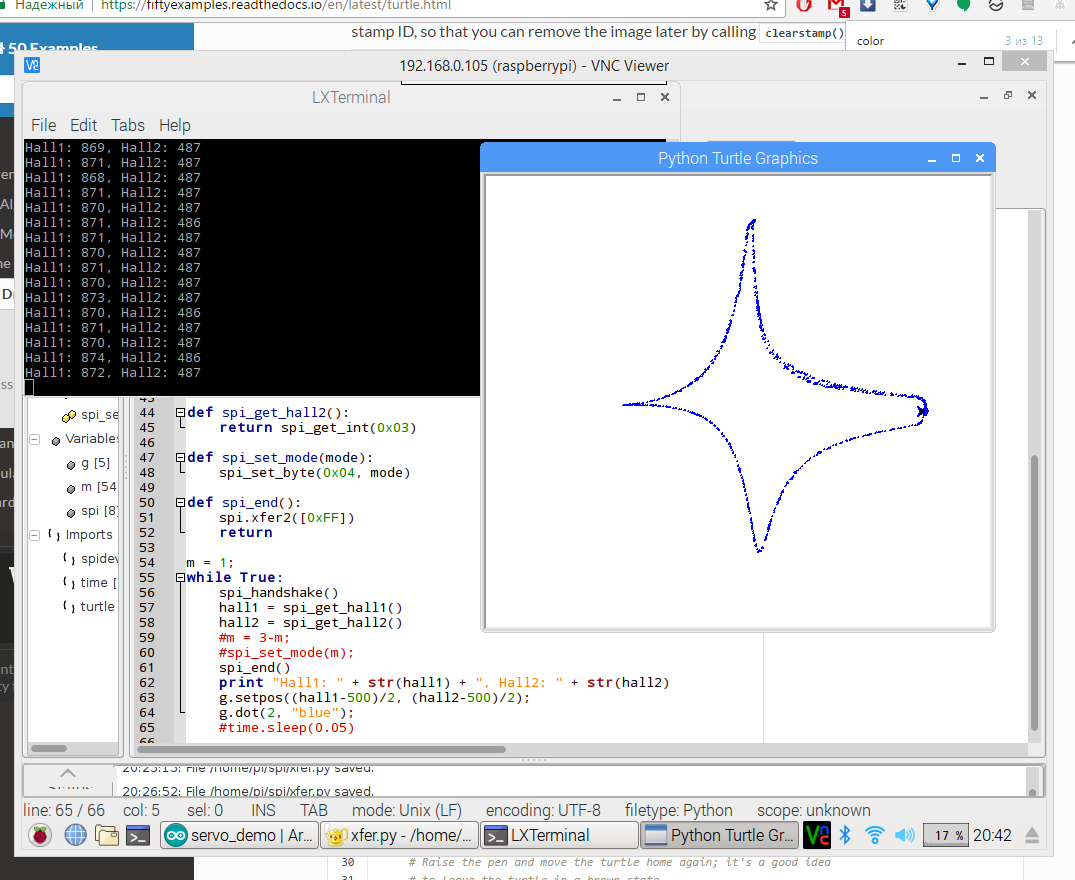 Надежный
https://fiftyexamples.readthedocs.io/en/latest/turtle.html
5
50 Examples
stamp ID, so that you can remove the image later by calling clearstamp()
color
3 из 13
192.168.0.105 (raspberrypi) - VNC Viewer
LXTerminal
File Edit Tabs Help
Hall1: 869, Hall2: 487
Hall1: 871, Hall2: 487
Hall1: 868, Hall2: 487
Hall1: 871, Hall2: 487
Hall1: 870, Hall2: 487
Hall1: 871, Hall2: 486
Hall1: 871, Hall2: 487
Hall1: 870, Hall2: 487
Hall1: 871, Hall2: 487
Hall1: 870, Hall2: 487
Hall1: 873, Hall2: 487
Hall1: 870, Hall2: 486
Hall1: 871, Hall2: 487
Hall1: 870, Hall2: 487
Hall1: 874, Hall2: 486
Hall1: 872, Hall2: 487
Python Turtle Graphics
spi_se
Variables
g [5]
m [54
spi [8]
Imports
spidev
time [
turtle
43
44 def spi_get_hall2():
45 return spi_get_int(0x03)
46
47 def spi_set_mode(mode):
48 spi_set_byte(0x04, mode)
49
50 def spi_end():
51 spi.xfer2([0xFF])
52 return
53
54 m = 1;
55 while True:
56 spi_handshake()
57 hall1 = spi_get_hall1()
58 hall2 = spi_get_hall2()
59 #m = 3-m;
60 #spi_set_mode(m);
61 spi_end()
62 print "Hall1: " + str(hall1) + ", Hall2: " + str(hall2)
63 g.setpos((hall1-500)/2, (hall2-500)/2);
64 g.dot(2, "blue");
65 #time.sleep(0.05)
66
20:25:15: File /home/pi/spi/xfer.py saved.
20:26:52: File /home/pi/spi/xfer.py saved.
line: 65 / 66 col: 5 sel: 0 INS TAB mode: Unix (LF) encoding: UTF-8 filetype: Python scope: unknown
servo_demo | Ar...
xfer.py - /home/...
LXTerminal
Python Turtle Gr...
17 %
20:42
30 # Raise the pen and move the turtle home again; it's a good idea
31 # to leave the turtle in a known state